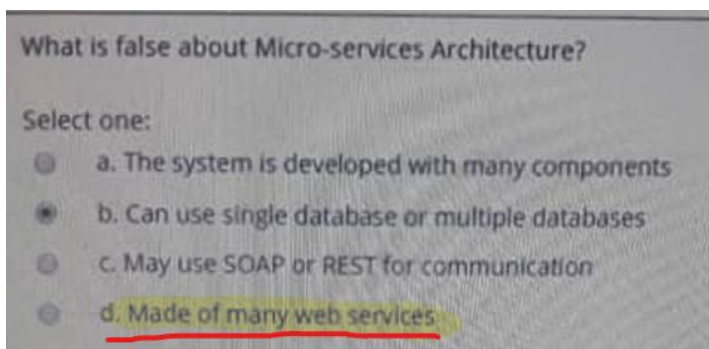 What is false about Micro-services Architecture?
Select one:
a. The system is developed with many components
b. Can use single database or multiple databases
c. May use SOAP or REST for communication
d. Made of many web services